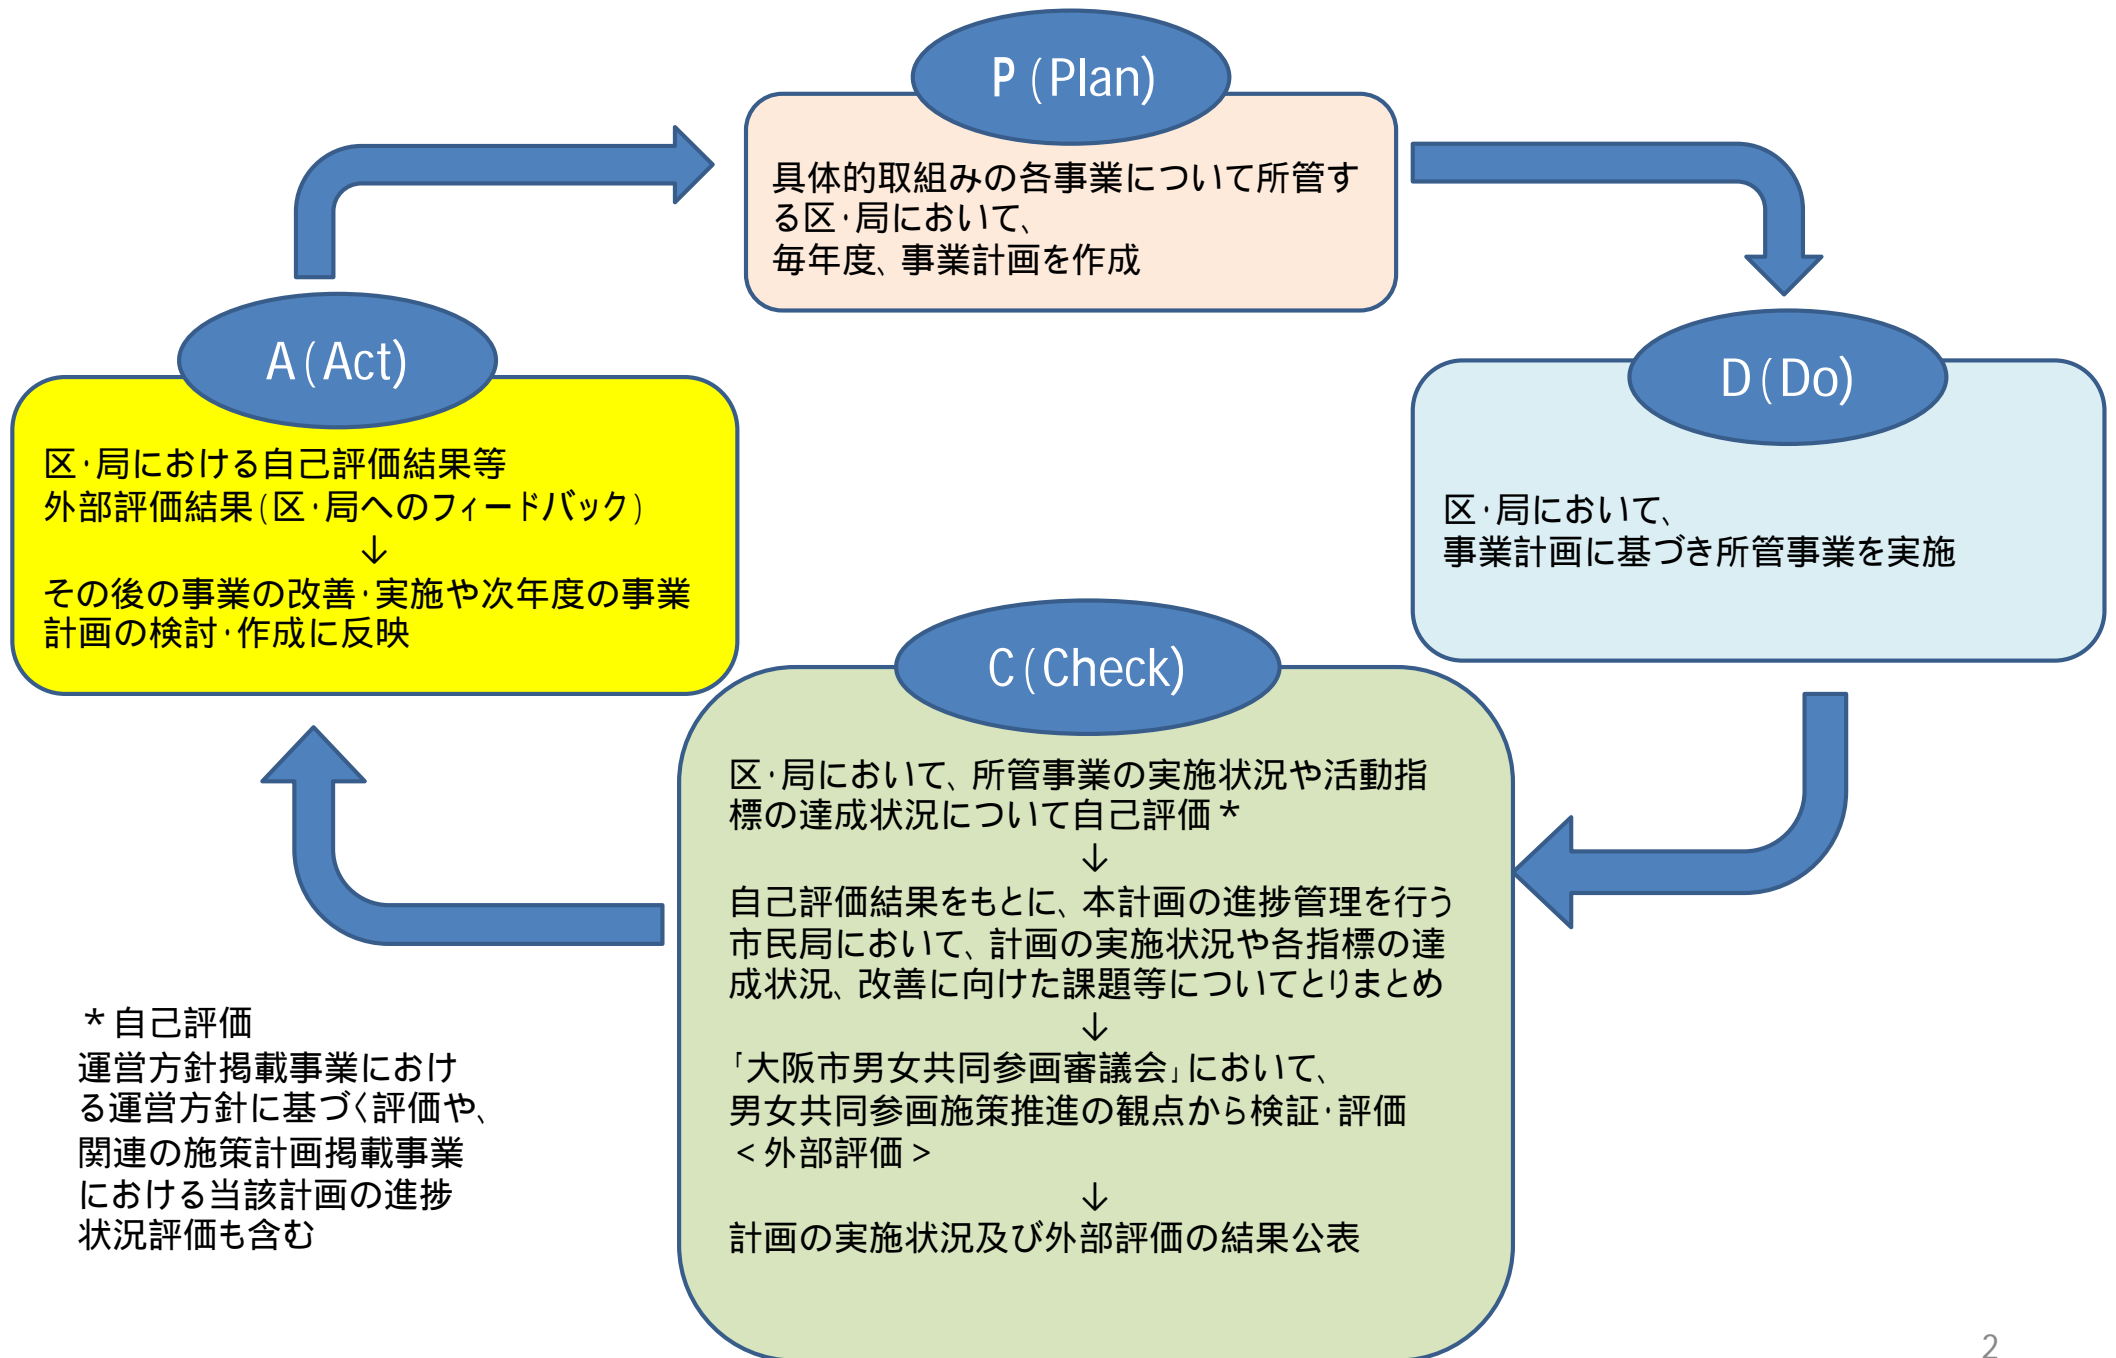 P(Plan)
具体的取組みの各事業について所管す
る区・局において、
毎年度、事業計画を作成
A(Act)
区・局における自己評価結果等
外部評価結果(区・局へのフィードバック)
↓
その後の事業の改善・実施や次年度の事業
計画の検討・作成に反映
D(Do)
区・局において、
事業計画に基づき所管事業を実施
C(Check)
区・局において、所管事業の実施状況や活動指
標の達成状況について自己評価*
↓
自己評価結果をもとに、本計画の進捗管理を行う
市民局において、計画の実施状況や各指標の達
成状況、改善に向けた課題等についてとりまとめ
↓
「大阪市男女共同参画審議会」において、
男女共同参画施策推進の観点から検証・評価
<外部評価>
↓
計画の実施状況及び外部評価の結果公表
*自己評価
運営方針掲載事業におけ
る運営方針に基づく評価や、
関連の施策計画掲載事業
における当該計画の進捗
状況評価も含む
2